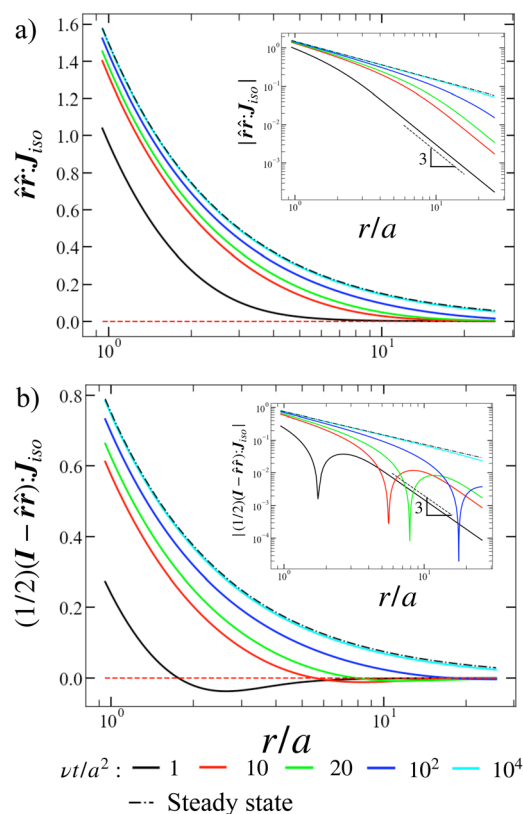 a)
r̂r̂:J_iso
1.6
1.4
1.2
1.0
0.8
0.6
0.4
0.2
0.0
10^0
10^1
r/a
|r̂r̂:J_iso|
10^0
10^-1
10^-2
10^-3
3
10^0
10^1
r/a
b)
(1/2)(I − r̂r̂):J_iso
0.8
0.6
0.4
0.2
0.0
10^0
10^1
r/a
|(1/2)(I − r̂r̂):J_iso|
10^0
10^-1
10^-2
10^-3
10^-4
3
10^0
10^1
r/a
νt/a^2 : 1 10 20 10^2 10^4
Steady state